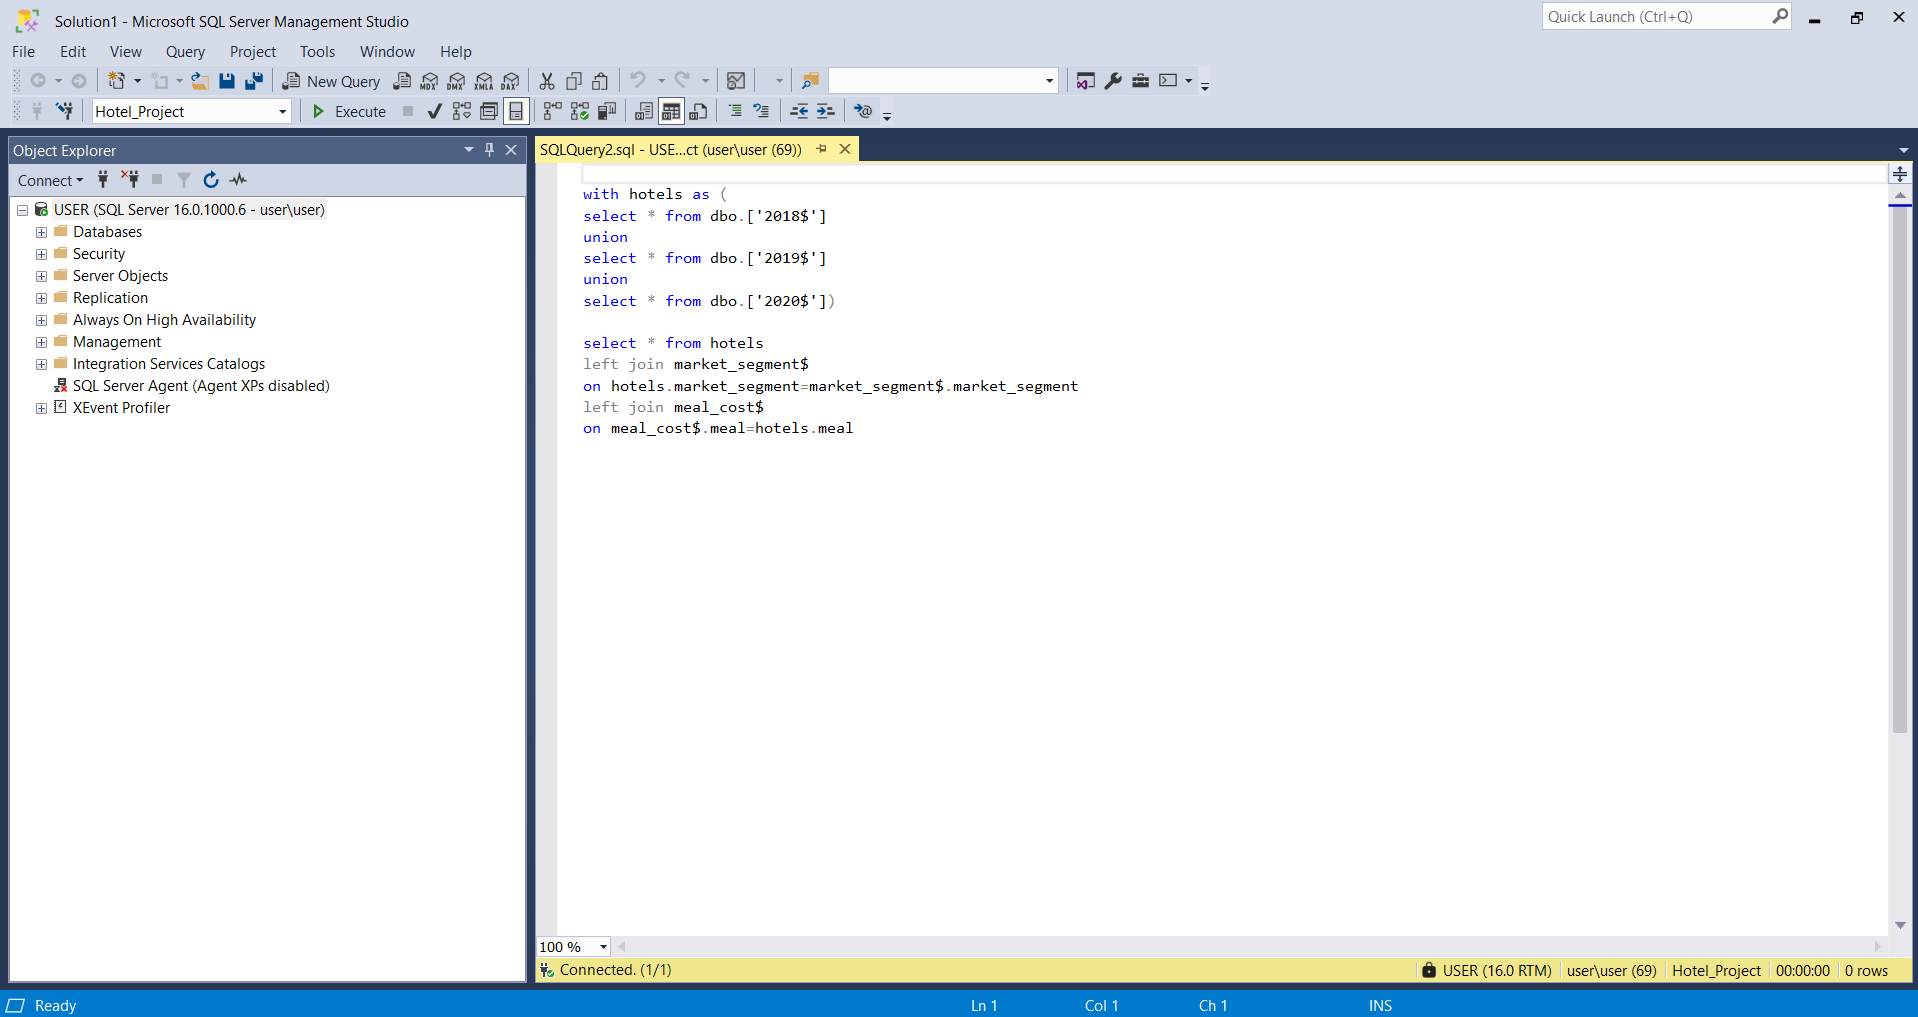 Solution1 - Microsoft SQL Server Management Studio
Quick Launch (Ctrl+Q)
File Edit View Query Project Tools Window Help
New Query MDX DMX XMLA DAX
Hotel_Project Execute
Object Explorer
SQLQuery2.sql - USE...ct (user\user (69))
Connect
USER (SQL Server 16.0.1000.6 - user\user)
Databases
Security
Server Objects
Replication
Always On High Availability
Management
Integration Services Catalogs
SQL Server Agent (Agent XPs disabled)
XEvent Profiler
with hotels as (
select * from dbo.['2018$']
union
select * from dbo.['2019$']
union
select * from dbo.['2020$'])
select * from hotels
left join market_segment$
on hotels.market_segment=market_segment$.market_segment
left join meal_cost$
on meal_cost$.meal=hotels.meal
100 %
Connected. (1/1)
USER (16.0 RTM) user\user (69) Hotel_Project 00:00:00 0 rows
Ready Ln 1 Col 1 Ch 1 INS